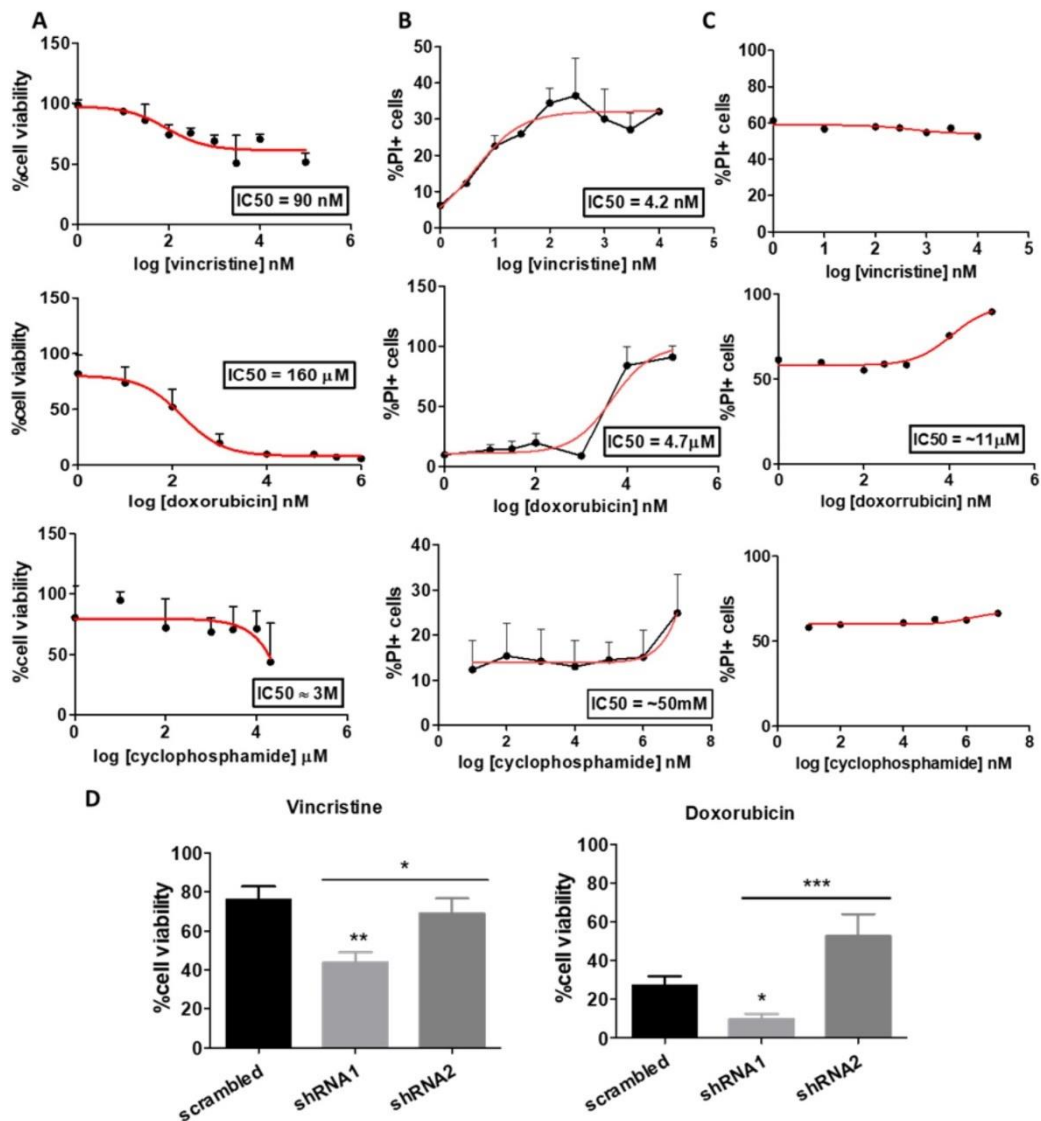 A
150
100
50
0
%cell viability
IC50 = 90 nM
0 2 4 6
log [vincristine] nM
B
50
40
30
20
10
0
%PI+ cells
IC50 = 4.2 nM
0 1 2 3 4 5
log [vincristine] nM
C
100
80
60
40
20
0
%PI+ cells
0 1 2 3 4 5
log [vincristine] nM
150
100
50
0
%cell viability
IC50 = 160 μM
0 2 4 6
log [doxorubicin] nM
150
100
50
0
%PI+ cells
IC50 = 4.7μM
0 2 4 6
log [doxorubicin] nM
100
50
0
%PI+ cells
IC50 = ~11μM
0 2 4 6
log [doxorrubicin] nM
150
100
50
0
%cell viability
IC50 ≈ 3M
0 2 4 6
log [cyclophosphamide] μM
40
30
20
10
0
%PI+ cells
IC50 = ~50mM
0 2 4 6 8
log [cyclophosphamide] nM
100
50
0
%PI+ cells
0 2 4 6 8
log [cyclophosphamide] nM
D
Vincristine
100
80
60
40
20
0
%cell viability
*
**
scrambled
shRNA1
shRNA2
Doxorubicin
100
80
60
40
20
0
%cell viability
***
*
scrambled
shRNA1
shRNA2